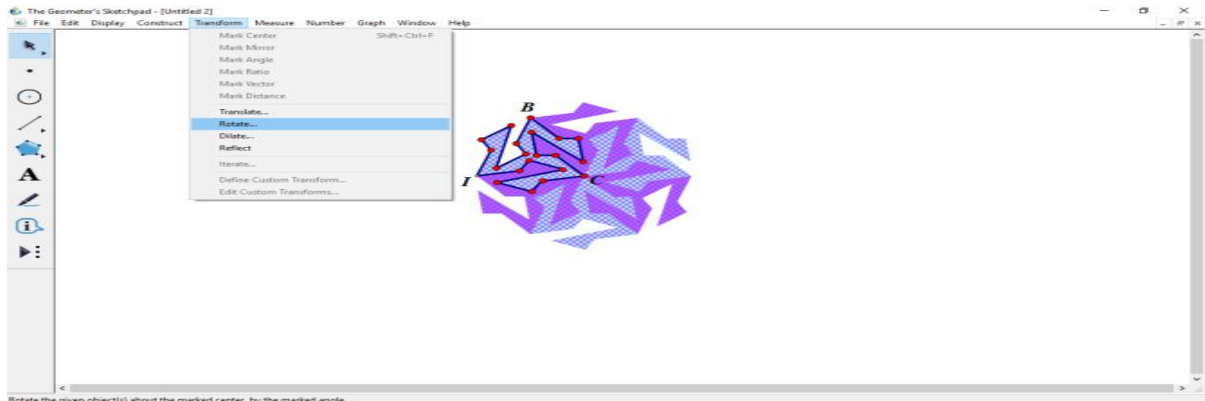 The Geometer's Sketchpad - [Untitled 2]
File Edit Display Construct Transform Measure Number Graph Window Help
Mark Center Shift+Ctrl+F
Mark Mirror
Mark Angle
Mark Ratio
Mark Vector
Mark Distance
Translate...
Rotate...
Dilate...
Reflect
Iterate...
Define Custom Transform...
Edit Custom Transforms...
B
I
C
A
Rotate the given object(s) about the marked center, by the marked angle